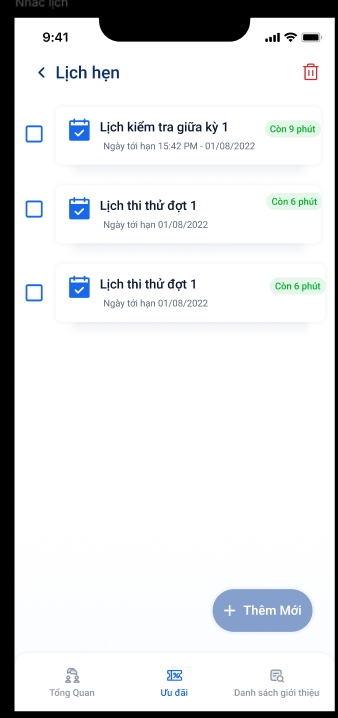 Nhắc lịch
9:41
Lịch hẹn
Lịch kiểm tra giữa kỳ 1
Còn 9 phút
Ngày tới hạn 15:42 PM - 01/08/2022
Lịch thi thử đợt 1
Còn 6 phút
Ngày tới hạn 01/08/2022
Lịch thi thử đợt 1
Còn 6 phút
Ngày tới hạn 01/08/2022
+ Thêm Mới
Tổng Quan
Ưu đãi
Danh sách giới thiệu